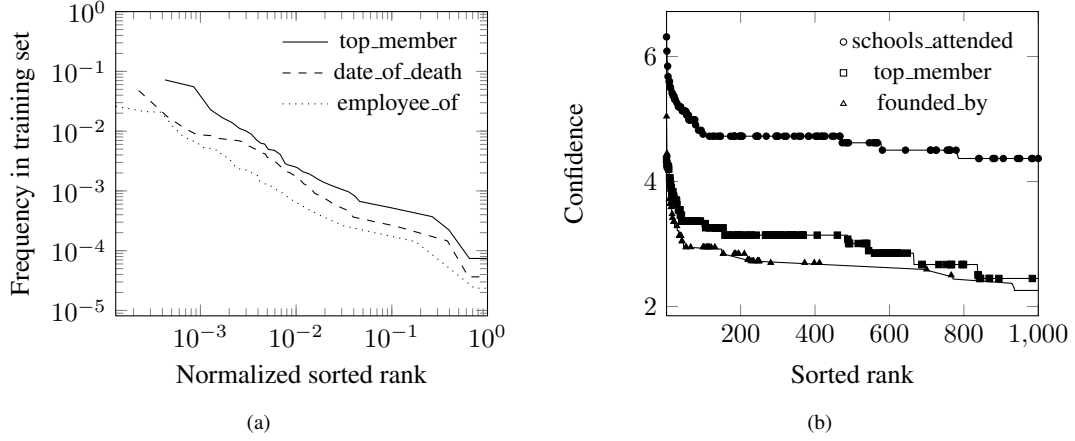 top_member
date_of_death
employee_of
10^0
10^−1
10^−2
10^−3
10^−4
10^−5
Frequency in training set
10^−3 10^−2 10^−1 10^0
Normalized sorted rank
(a)
schools_attended
top_member
founded_by
6
4
2
Confidence
200 400 600 800 1,000
Sorted rank
(b)